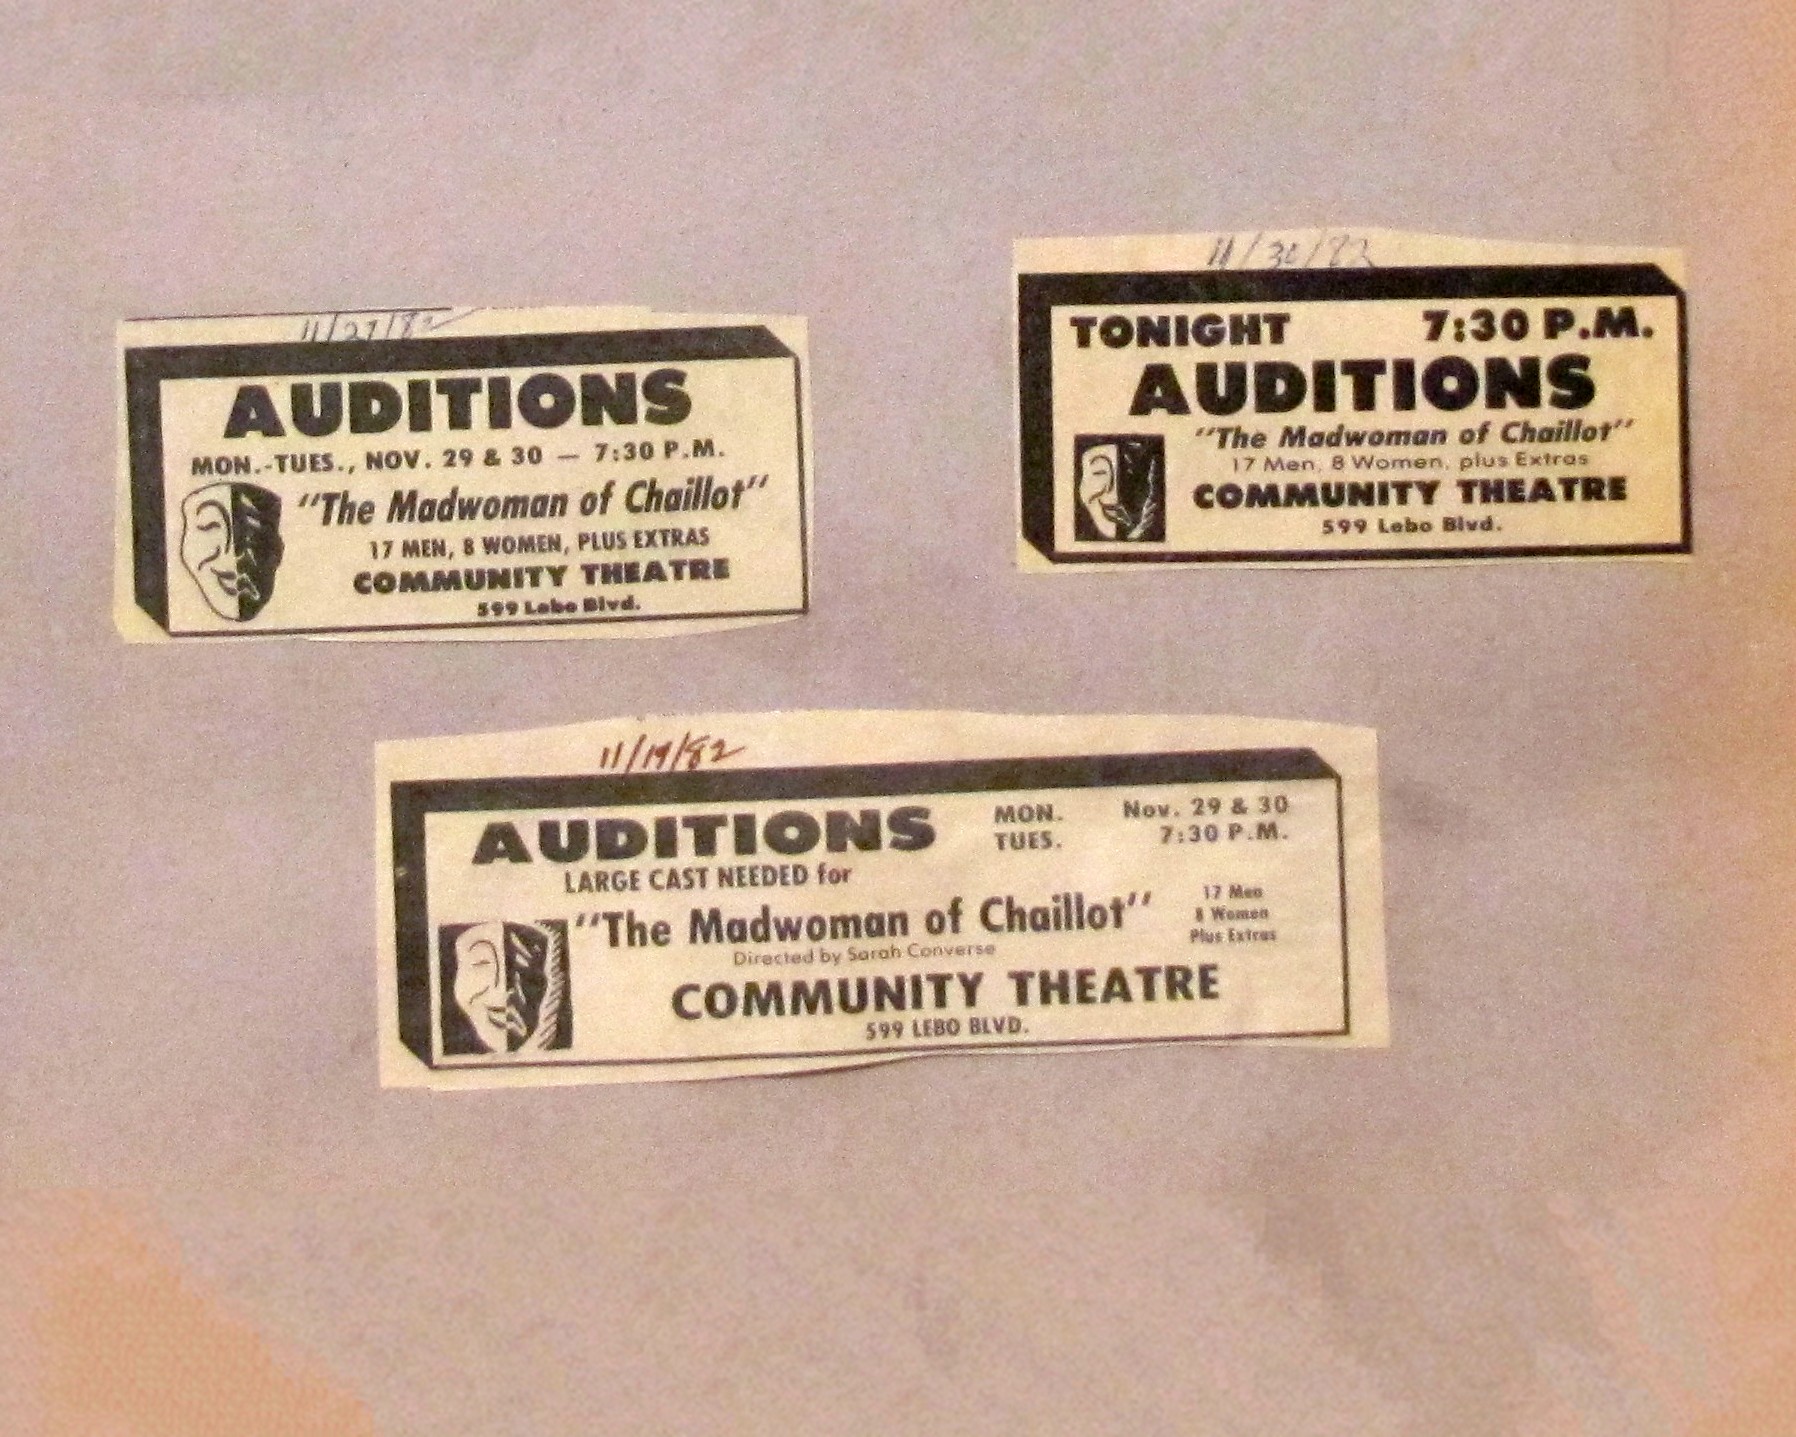 11/27/82
AUDITIONS
MON.-TUES., NOV. 29 & 30 — 7:30 P.M.
"The Madwoman of Chaillot"
17 MEN, 8 WOMEN, PLUS EXTRAS
COMMUNITY THEATRE
599 Lebo Blvd.
11/30/82
TONIGHT 7:30 P.M.
AUDITIONS
"The Madwoman of Chaillot"
17 Men, 8 Women, plus Extras
COMMUNITY THEATRE
599 Lebo Blvd.
11/19/82
AUDITIONS
MON. Nov. 29 & 30
TUES. 7:30 P.M.
LARGE CAST NEEDED for
"The Madwoman of Chaillot"
17 Men
8 Women
Plus Extras
Directed by Sarah Converse
COMMUNITY THEATRE
599 LEBO BLVD.